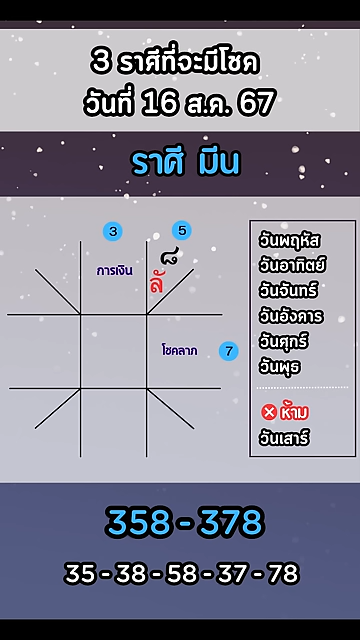 3 ราศีที่จะมีโชค
วันที่ 16 ส.ค. 67
ราศี มีน
3
5
๘
การเงิน
ลั
โชคลาภ
7
วันพฤหัส
วันอาทิตย์
วันจันทร์
วันอังคาร
วันศุกร์
วันพุธ
ห้าม
วันเสาร์
358 - 378
35 - 38 - 58 - 37 - 78